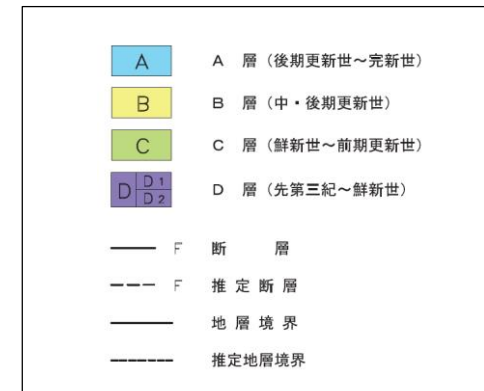 A A 層（後期更新世～完新世）
B B 層（中・後期更新世）
C C 層（鮮新世～前期更新世）
D D1 D2 D 層（先第三紀～鮮新世）
F 断 層
F 推定断層
地層境界
推定地層境界